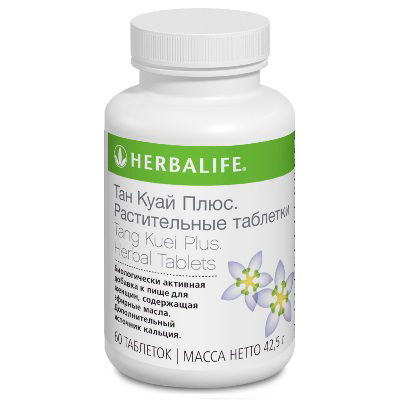 HERBALIFE®
Тан Куай Плюс.
Растительные таблетки
Tang Kuei Plus.
Herbal Tablets
Биологически активная
добавка к пище для
женщин, содержащая
эфирные масла.
Дополнительный
источник кальция.
60 ТАБЛЕТОК | МАССА НЕТТО 42,5 г